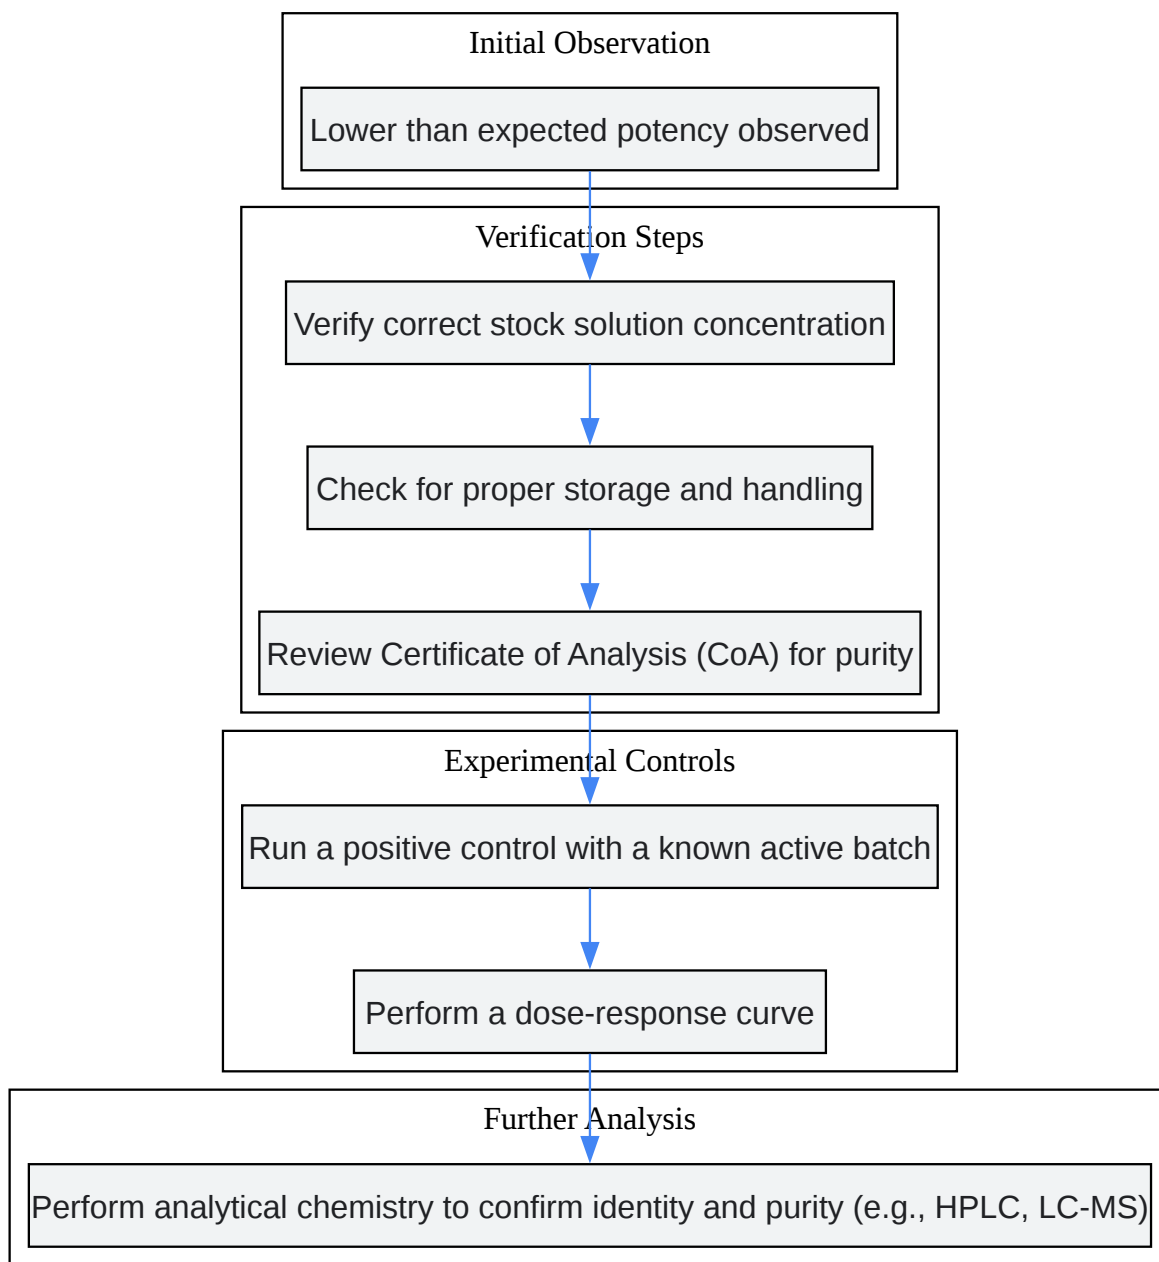 Initial Observation
Lower than expected potency observed
Verification Steps
Verify correct stock solution concentration
Check for proper storage and handling
Review Certificate of Analysis (CoA) for purity
Experimental Controls
Run a positive control with a known active batch
Perform a dose-response curve
Further Analysis
Perform analytical chemistry to confirm identity and purity (e.g., HPLC, LC-MS)